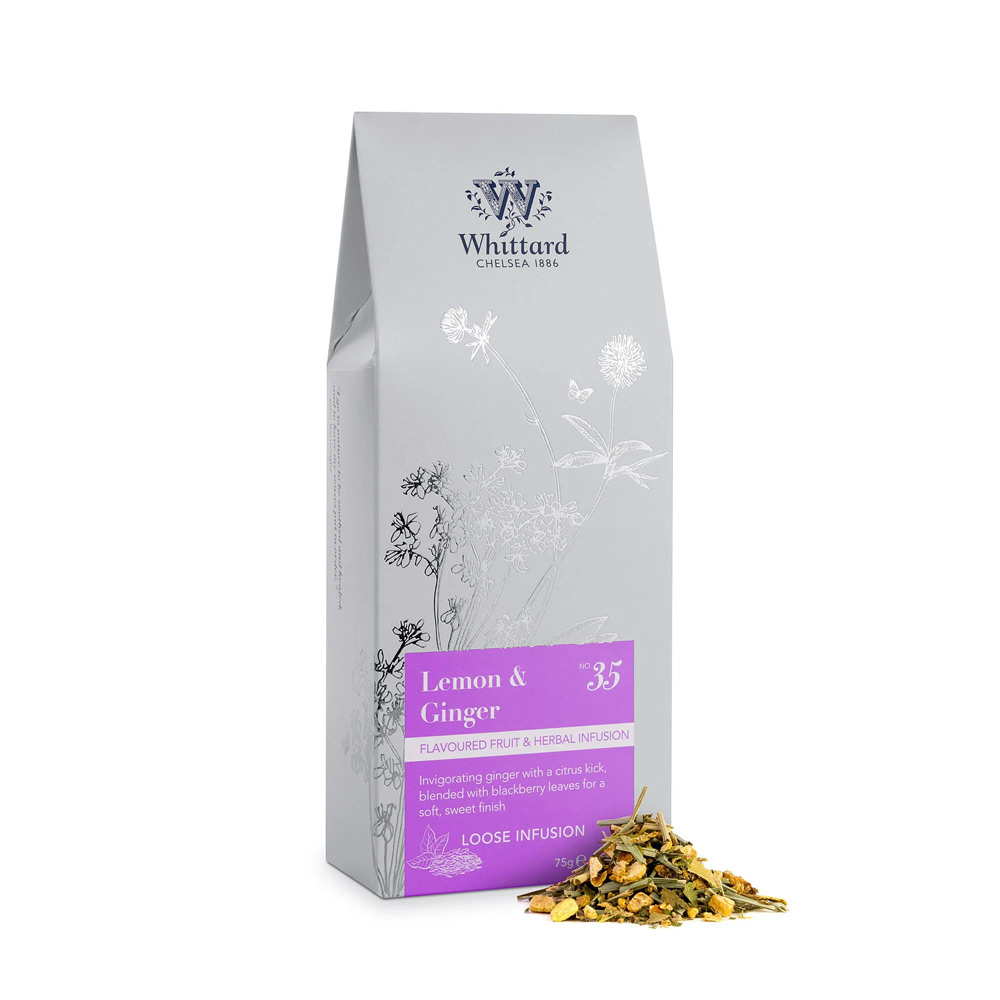 W
Whittard
CHELSEA 1886
Lemon &
Ginger
NO. 35
FLAVOURED FRUIT & HERBAL INFUSION
Invigorating ginger with a citrus kick,
blended with blackberry leaves for a
soft, sweet finish
LOOSE INFUSION
75g ℮